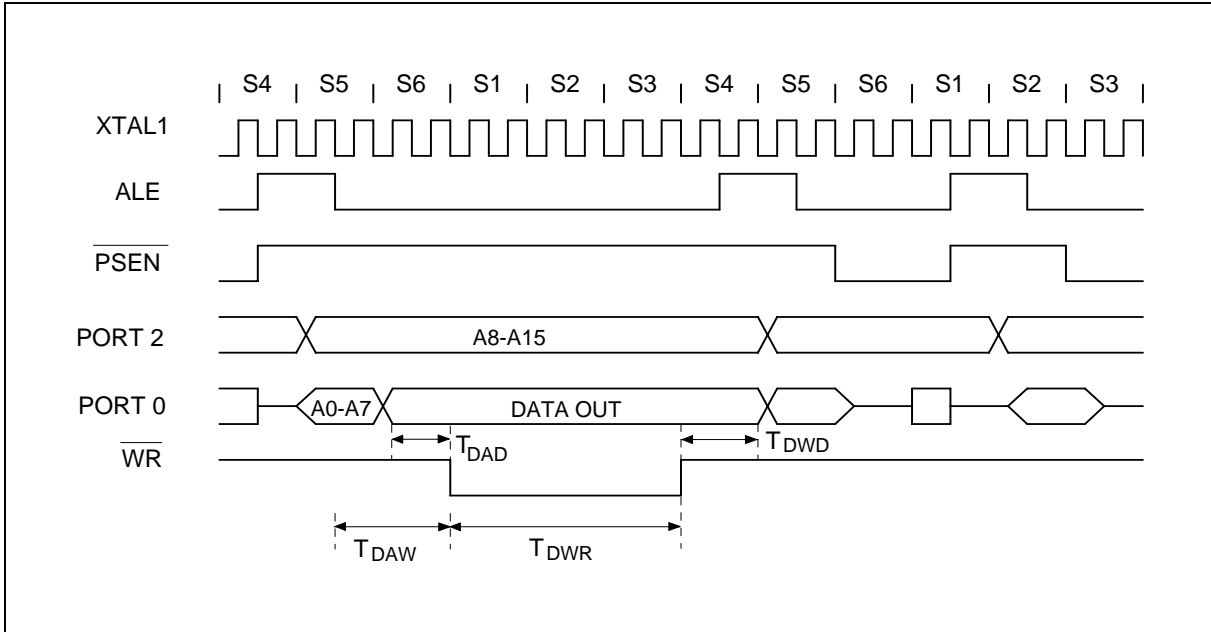 S4 S5 S6 S1 S2 S3 S4 S5 S6 S1 S2 S3
XTAL1
ALE
PSEN
PORT 2 A8-A15
PORT 0 A0-A7 DATA OUT
TDAD TDWD
WR
TDAW TDWR